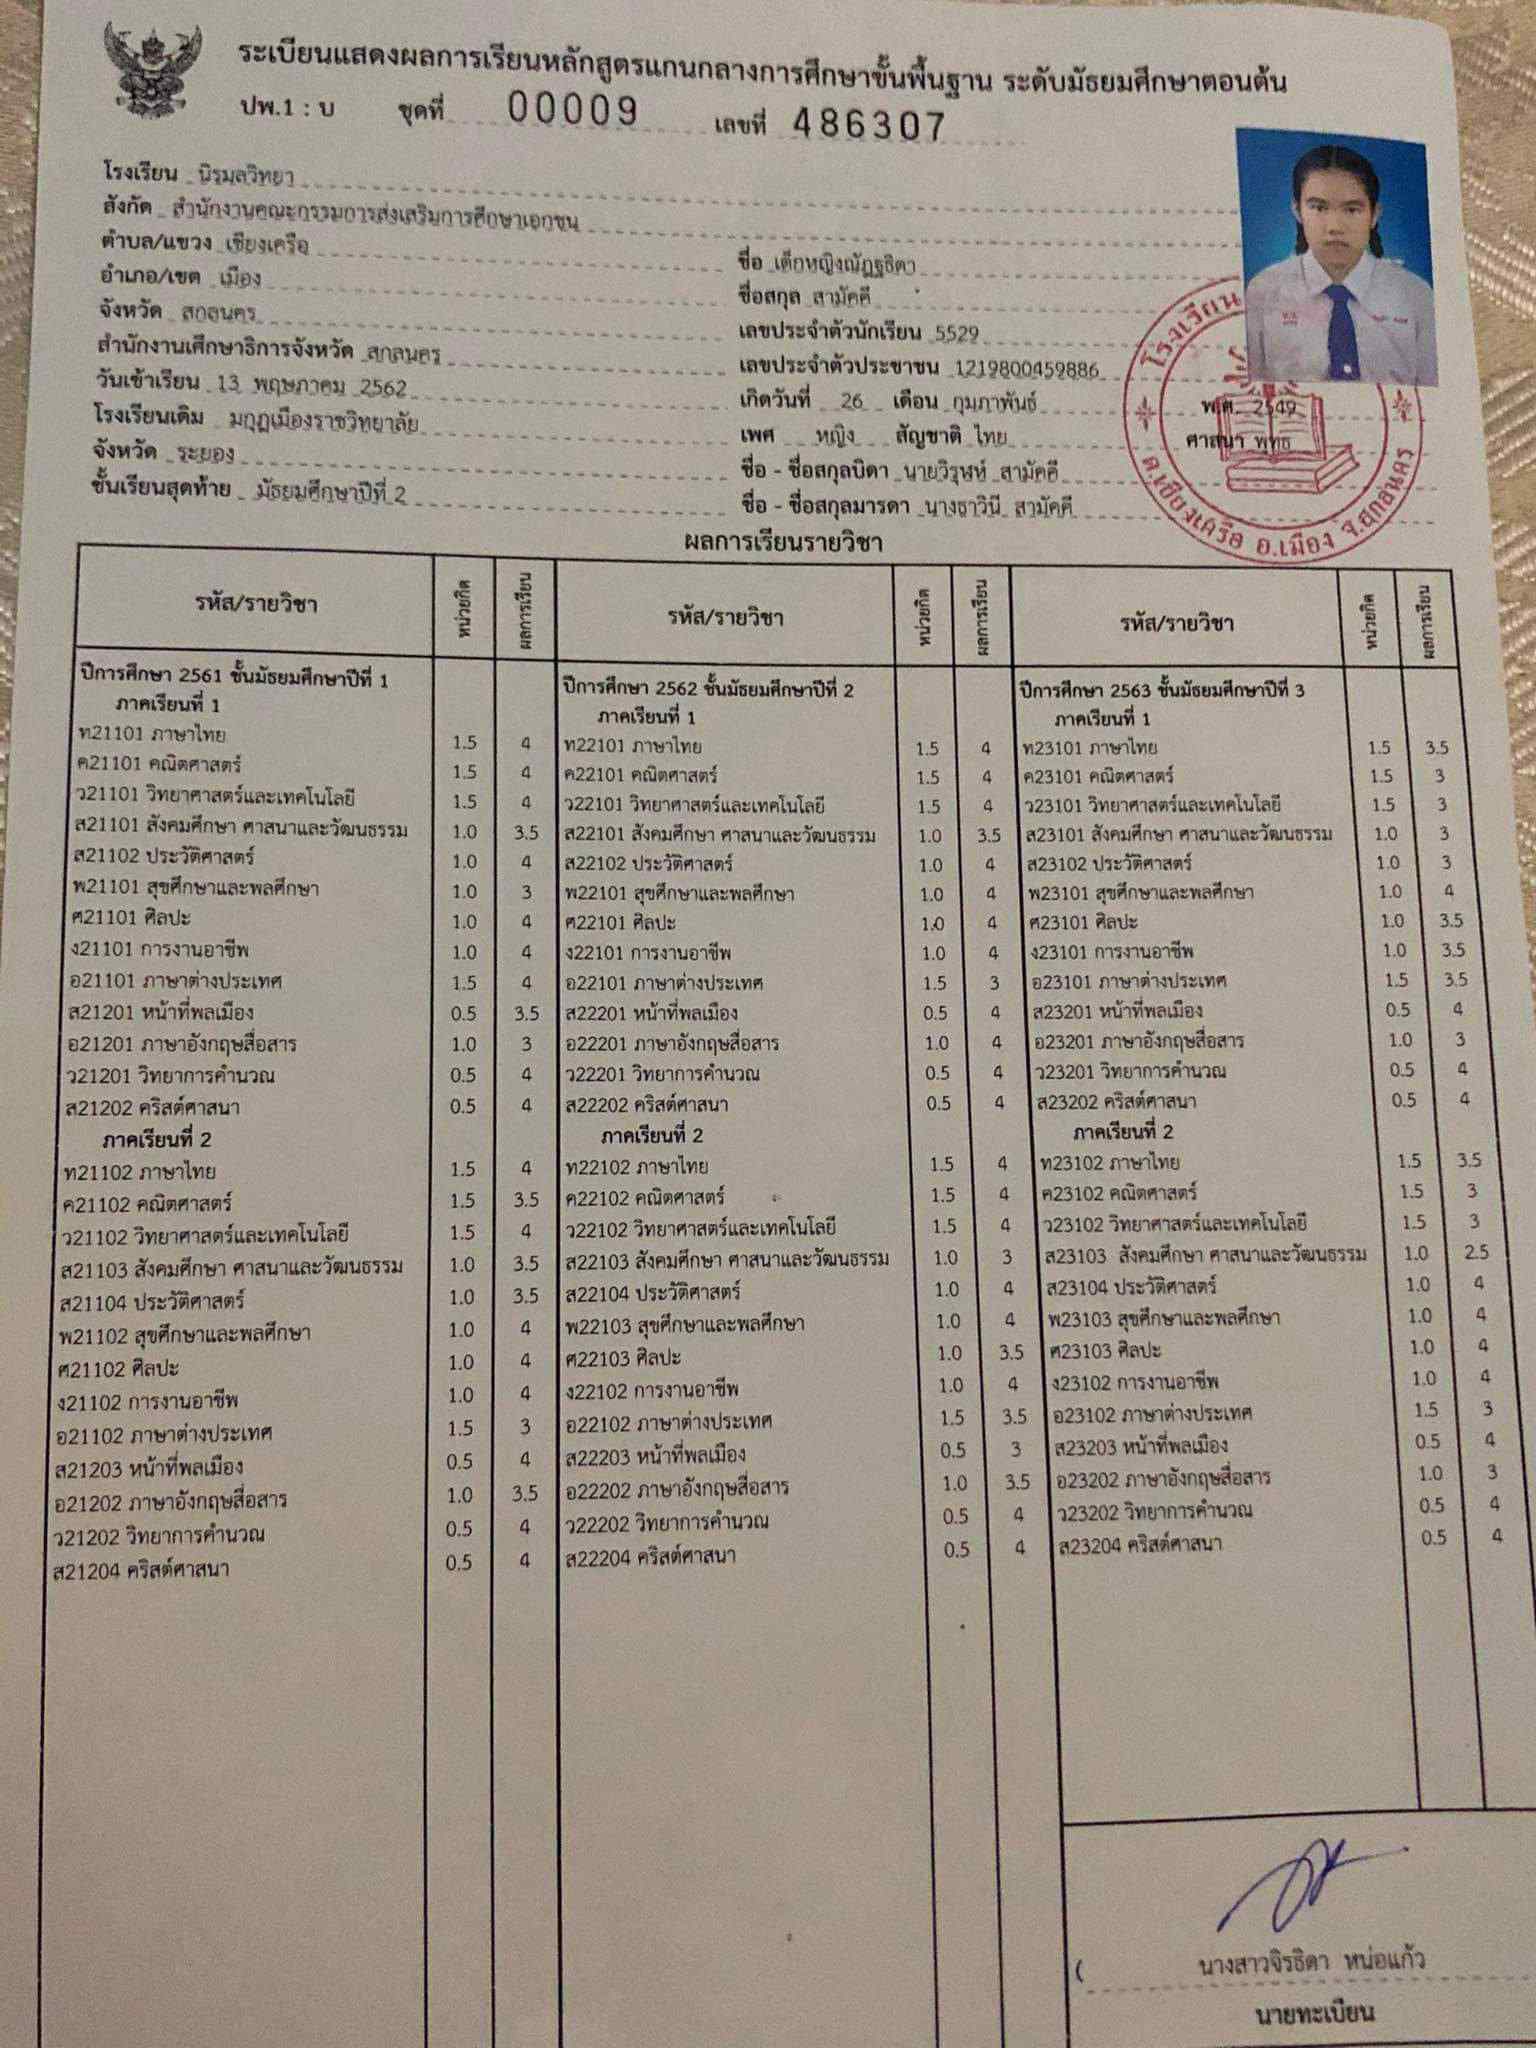 ระเบียนแสดงผลการเรียนหลักสูตรแกนกลางการศึกษาขั้นพื้นฐาน ระดับมัธยมศึกษาตอนต้น
ปพ.1 : บ ชุดที่ 00009 เลขที่ 486307
โรงเรียน นิรมลวิทยา
สังกัด สำนักงานคณะกรรมการส่งเสริมการศึกษาเอกชน
ตำบล/แขวง เชียงเครือ
อำเภอ/เขต เมือง
จังหวัด สกลนคร
สำนักงานศึกษาธิการจังหวัด สกลนคร
วันเข้าเรียน 13 พฤษภาคม 2562
โรงเรียนเดิม มกุฎเมืองราชวิทยาลัย
จังหวัด ระยอง
ชั้นเรียนสุดท้าย มัธยมศึกษาปีที่ 2
ชื่อ เด็กหญิงณัฏฐธิดา
ชื่อสกุล สามัคคี
เลขประจำตัวนักเรียน 5529
เลขประจำตัวประชาชน 1219800459886
เกิดวันที่ 26 เดือน กุมภาพันธ์ พ.ศ. 2549
เพศ หญิง สัญชาติ ไทย ศาสนา พุทธ
ชื่อ - ชื่อสกุลบิดา นายวิรุฬห์ สามัคคี
ชื่อ - ชื่อสกุลมารดา นางธาวินี สามัคคี
โรงเรียน
ต.เชียงเครือ อ.เมือง จ.สกลนคร
ผลการเรียนรายวิชา
รหัส/รายวิชา หน่วยกิต ผลการเรียน รหัส/รายวิชา หน่วยกิต ผลการเรียน รหัส/รายวิชา หน่วยกิต ผลการเรียน
ปีการศึกษา 2561 ชั้นมัธยมศึกษาปีที่ 1
ภาคเรียนที่ 1
ท21101 ภาษาไทย 1.5 4
ค21101 คณิตศาสตร์ 1.5 4
ว21101 วิทยาศาสตร์และเทคโนโลยี 1.5 4
ส21101 สังคมศึกษา ศาสนาและวัฒนธรรม 1.0 3.5
ส21102 ประวัติศาสตร์ 1.0 4
พ21101 สุขศึกษาและพลศึกษา 1.0 3
ศ21101 ศิลปะ 1.0 4
ง21101 การงานอาชีพ 1.0 4
อ21101 ภาษาต่างประเทศ 1.5 4
ส21201 หน้าที่พลเมือง 0.5 3.5
อ21201 ภาษาอังกฤษสื่อสาร 1.0 3
ว21201 วิทยาการคำนวณ 0.5 4
ส21202 คริสต์ศาสนา 0.5 4
ภาคเรียนที่ 2
ท21102 ภาษาไทย 1.5 4
ค21102 คณิตศาสตร์ 1.5 3.5
ว21102 วิทยาศาสตร์และเทคโนโลยี 1.5 4
ส21103 สังคมศึกษา ศาสนาและวัฒนธรรม 1.0 3.5
ส21104 ประวัติศาสตร์ 1.0 3.5
พ21102 สุขศึกษาและพลศึกษา 1.0 4
ศ21102 ศิลปะ 1.0 4
ง21102 การงานอาชีพ 1.0 4
อ21102 ภาษาต่างประเทศ 1.5 3
ส21203 หน้าที่พลเมือง 0.5 4
อ21202 ภาษาอังกฤษสื่อสาร 1.0 3.5
ว21202 วิทยาการคำนวณ 0.5 4
ส21204 คริสต์ศาสนา 0.5 4
ปีการศึกษา 2562 ชั้นมัธยมศึกษาปีที่ 2
ภาคเรียนที่ 1
ท22101 ภาษาไทย 1.5 4
ค22101 คณิตศาสตร์ 1.5 4
ว22101 วิทยาศาสตร์และเทคโนโลยี 1.5 4
ส22101 สังคมศึกษา ศาสนาและวัฒนธรรม 1.0 3.5
ส22102 ประวัติศาสตร์ 1.0 4
พ22101 สุขศึกษาและพลศึกษา 1.0 4
ศ22101 ศิลปะ 1.0 4
ง22101 การงานอาชีพ 1.0 4
อ22101 ภาษาต่างประเทศ 1.5 3
ส22201 หน้าที่พลเมือง 0.5 4
อ22201 ภาษาอังกฤษสื่อสาร 1.0 4
ว22201 วิทยาการคำนวณ 0.5 4
ส22202 คริสต์ศาสนา 0.5 4
ภาคเรียนที่ 2
ท22102 ภาษาไทย 1.5 4
ค22102 คณิตศาสตร์ 1.5 4
ว22102 วิทยาศาสตร์และเทคโนโลยี 1.5 4
ส22103 สังคมศึกษา ศาสนาและวัฒนธรรม 1.0 3
ส22104 ประวัติศาสตร์ 1.0 4
พ22103 สุขศึกษาและพลศึกษา 1.0 4
ศ22103 ศิลปะ 1.0 3.5
ง22102 การงานอาชีพ 1.0 4
อ22102 ภาษาต่างประเทศ 1.5 3.5
ส22203 หน้าที่พลเมือง 0.5 3
อ22202 ภาษาอังกฤษสื่อสาร 1.0 3.5
ว22202 วิทยาการคำนวณ 0.5 4
ส22204 คริสต์ศาสนา 0.5 4
ปีการศึกษา 2563 ชั้นมัธยมศึกษาปีที่ 3
ภาคเรียนที่ 1
ท23101 ภาษาไทย 1.5 3.5
ค23101 คณิตศาสตร์ 1.5 3
ว23101 วิทยาศาสตร์และเทคโนโลยี 1.5 3
ส23101 สังคมศึกษา ศาสนาและวัฒนธรรม 1.0 3
ส23102 ประวัติศาสตร์ 1.0 3
พ23101 สุขศึกษาและพลศึกษา 1.0 4
ศ23101 ศิลปะ 1.0 3.5
ง23101 การงานอาชีพ 1.0 3.5
อ23101 ภาษาต่างประเทศ 1.5 3.5
ส23201 หน้าที่พลเมือง 0.5 4
อ23201 ภาษาอังกฤษสื่อสาร 1.0 3
ว23201 วิทยาการคำนวณ 0.5 4
ส23202 คริสต์ศาสนา 0.5 4
ภาคเรียนที่ 2
ท23102 ภาษาไทย 1.5 3.5
ค23102 คณิตศาสตร์ 1.5 3
ว23102 วิทยาศาสตร์และเทคโนโลยี 1.5 3
ส23103 สังคมศึกษา ศาสนาและวัฒนธรรม 1.0 2.5
ส23104 ประวัติศาสตร์ 1.0 4
พ23103 สุขศึกษาและพลศึกษา 1.0 4
ศ23103 ศิลปะ 1.0 4
ง23102 การงานอาชีพ 1.0 4
อ23102 ภาษาต่างประเทศ 1.5 3
ส23203 หน้าที่พลเมือง 0.5 4
อ23202 ภาษาอังกฤษสื่อสาร 1.0 3
ว23202 วิทยาการคำนวณ 0.5 4
ส23204 คริสต์ศาสนา 0.5 4
( นางสาวจิรธิดา หน่อแก้ว
นายทะเบียน